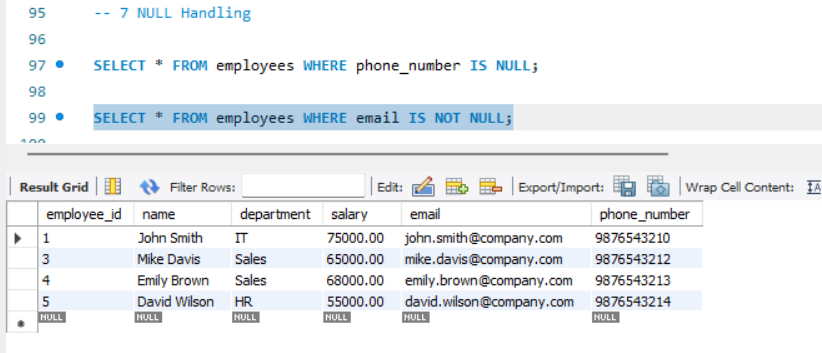 95 -- 7 NULL Handling
96
97 SELECT * FROM employees WHERE phone_number IS NULL;
98
99 SELECT * FROM employees WHERE email IS NOT NULL;
Result Grid Filter Rows: Edit: Export/Import: Wrap Cell Content: IA
employee_id name department salary email phone_number
1 John Smith IT 75000.00 john.smith@company.com 9876543210
3 Mike Davis Sales 65000.00 mike.davis@company.com 9876543212
4 Emily Brown Sales 68000.00 emily.brown@company.com 9876543213
5 David Wilson HR 55000.00 david.wilson@company.com 9876543214
NULL NULL NULL NULL NULL NULL